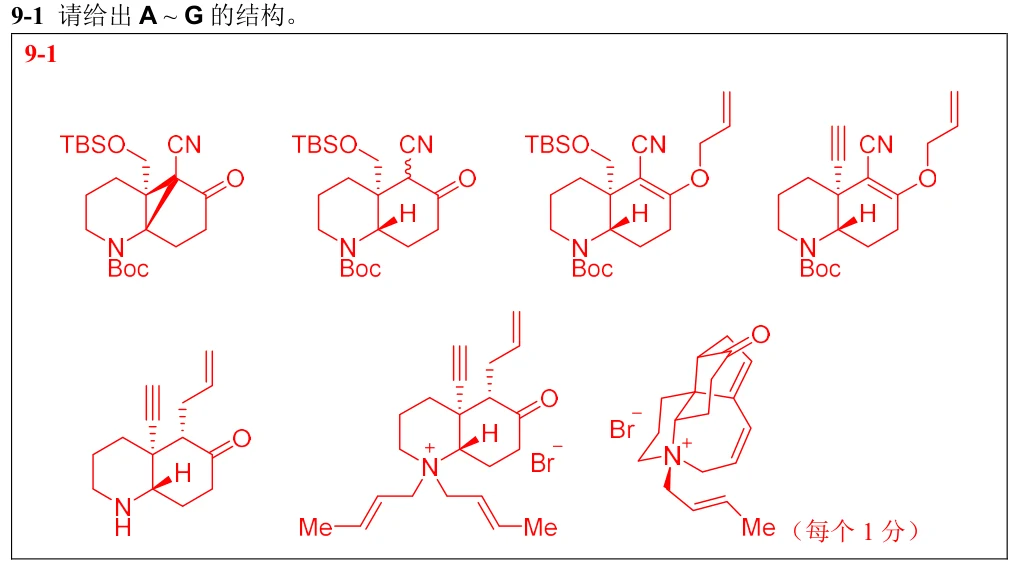 9-1 请给出 A ~ G 的结构。
9-1
TBSO CN O N Boc
TBSO CN O H N Boc
TBSO CN O H N Boc
CN O H N Boc
O H N H
O H N + Br − Me Me
O Br − N + Me （每个 1 分）